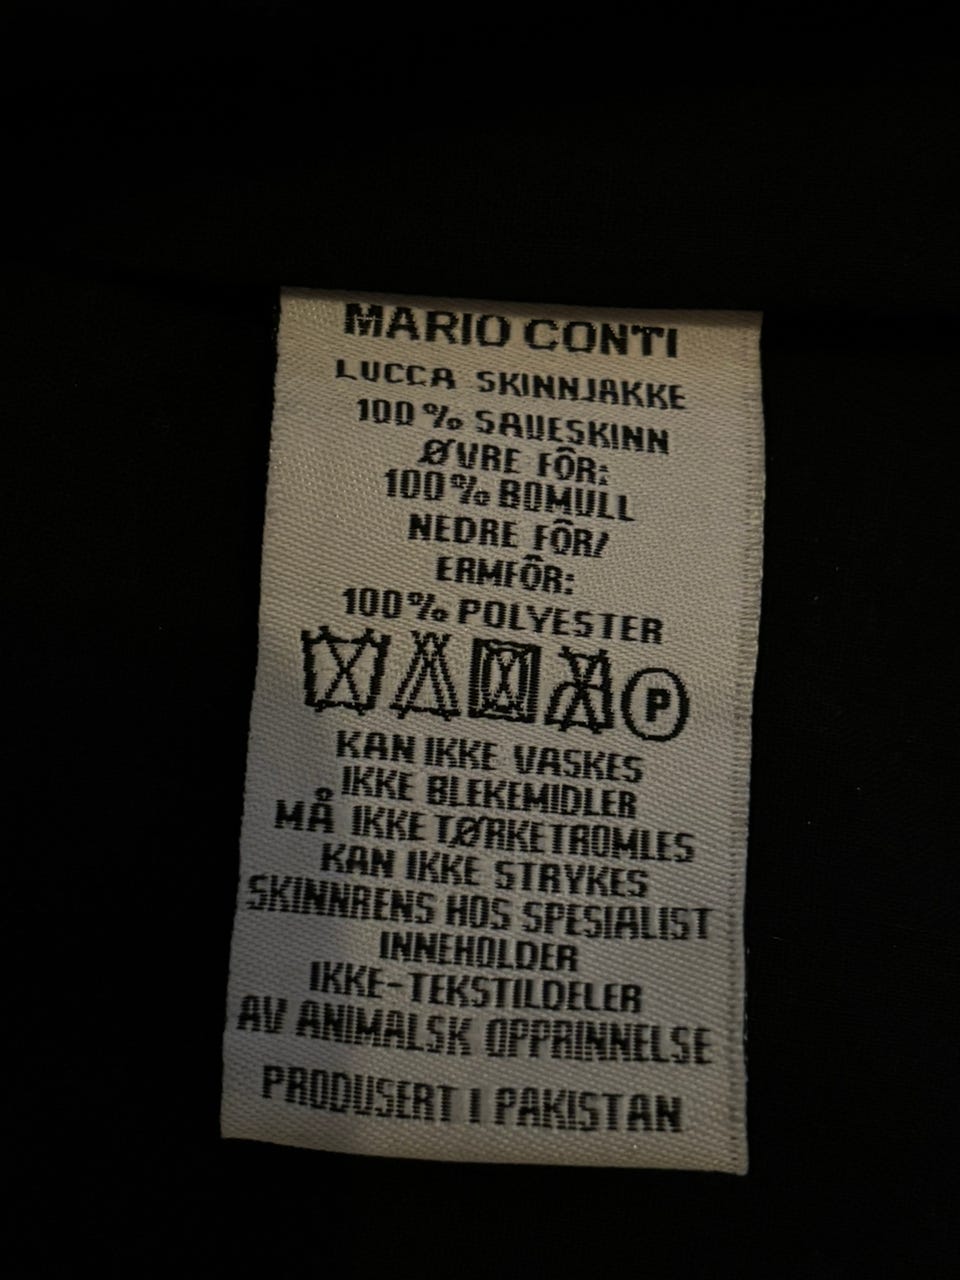 MARIO CONTI
LUCCA SKINNJAKKE
100% SAUESKINN
ØVRE FÔR:
100% BOMULL
NEDRE FÔR/
ERMFÔR:
100% POLYESTER
P
KAN IKKE VASKES
IKKE BLEKEMIDLER
MÅ IKKE TØRKETROMLES
KAN IKKE STRYKES
SKINNRENS HOS SPESIALIST
INNEHOLDER
IKKE-TEKSTILDELER
AV ANIMALSK OPPRINNELSE
PRODUSERT I PAKISTAN